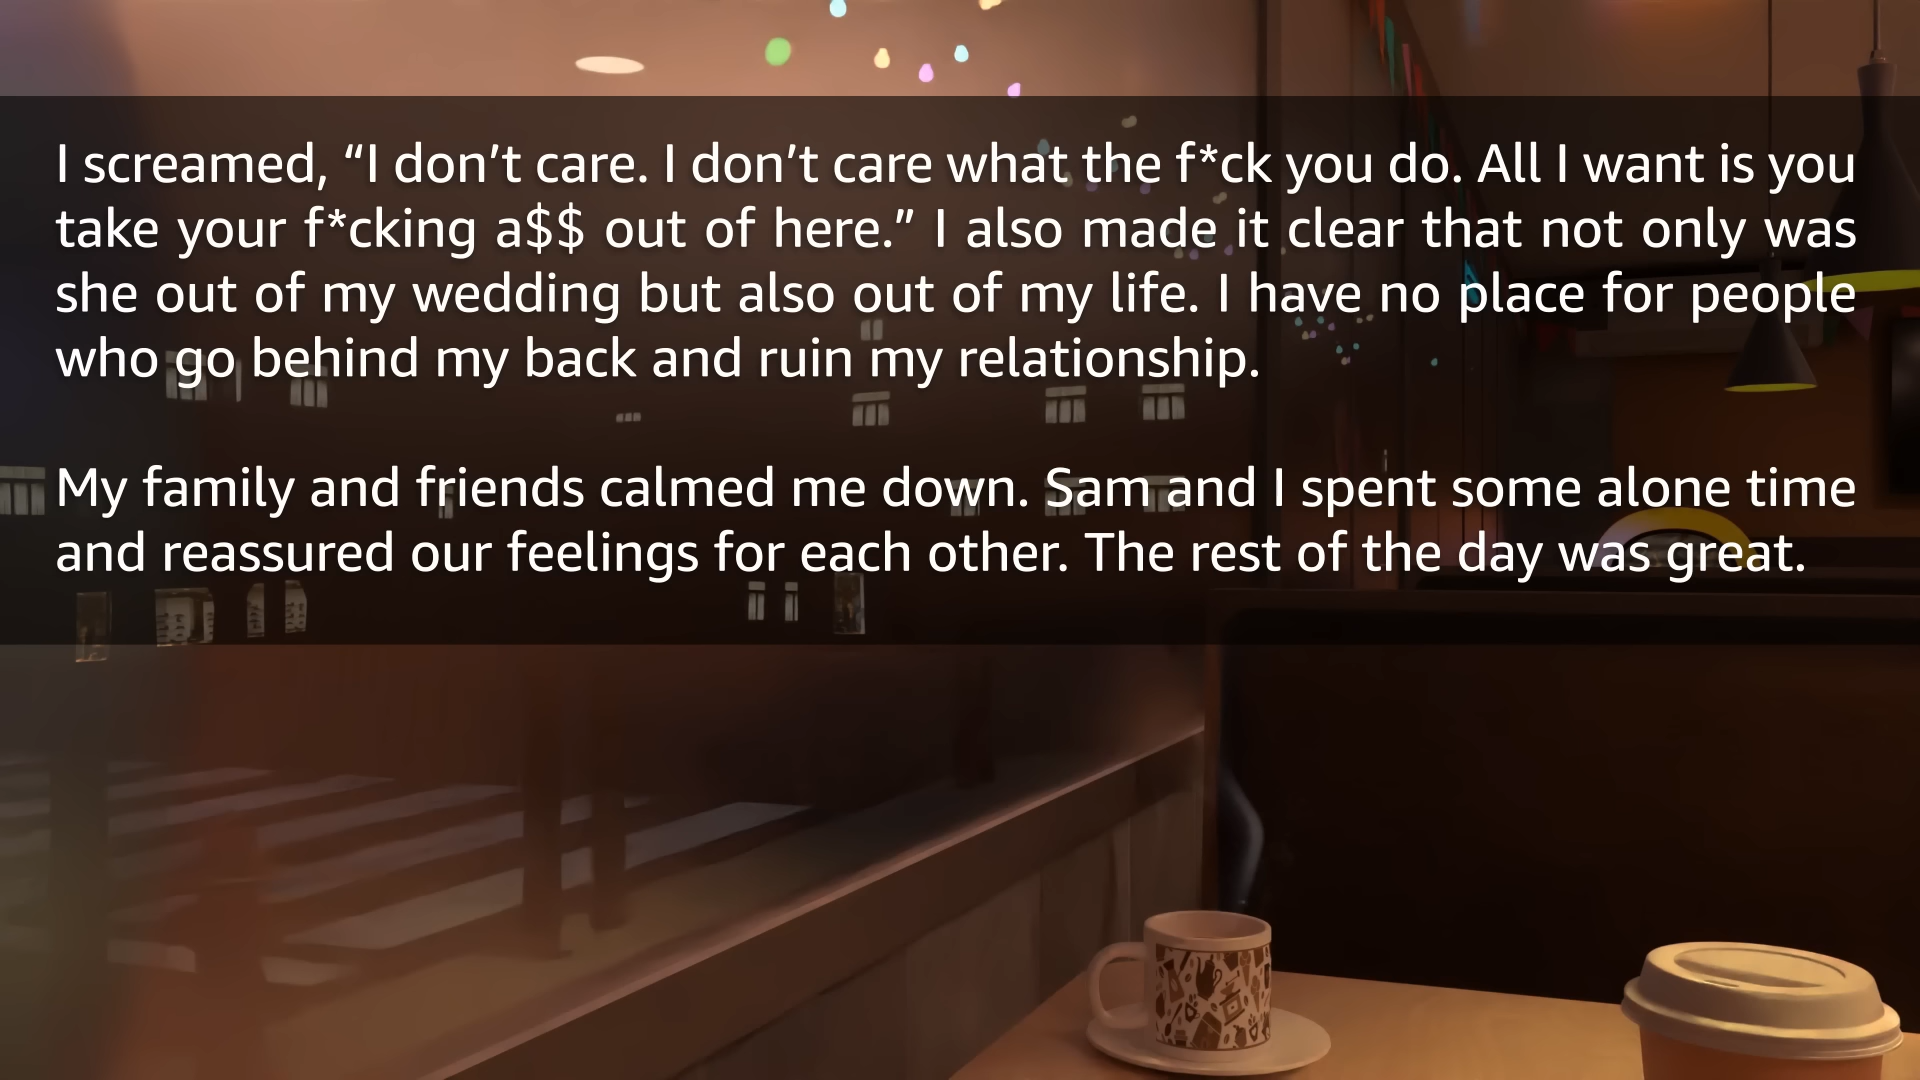 I screamed, “I don’t care. I don’t care what the f*ck you do. All I want is you
take your f*cking a$$ out of here.” I also made it clear that not only was
she out of my wedding but also out of my life. I have no place for people
who go behind my back and ruin my relationship.
My family and friends calmed me down. Sam and I spent some alone time
and reassured our feelings for each other. The rest of the day was great.